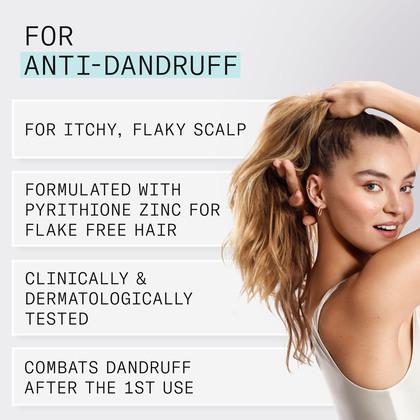 FOR
ANTI-DANDRUFF
FOR ITCHY, FLAKY SCALP
FORMULATED WITH
PYRITHIONE ZINC FOR
FLAKE FREE HAIR
CLINICALLY &
DERMATOLOGICALLY
TESTED
COMBATS DANDRUFF
AFTER THE 1ST USE